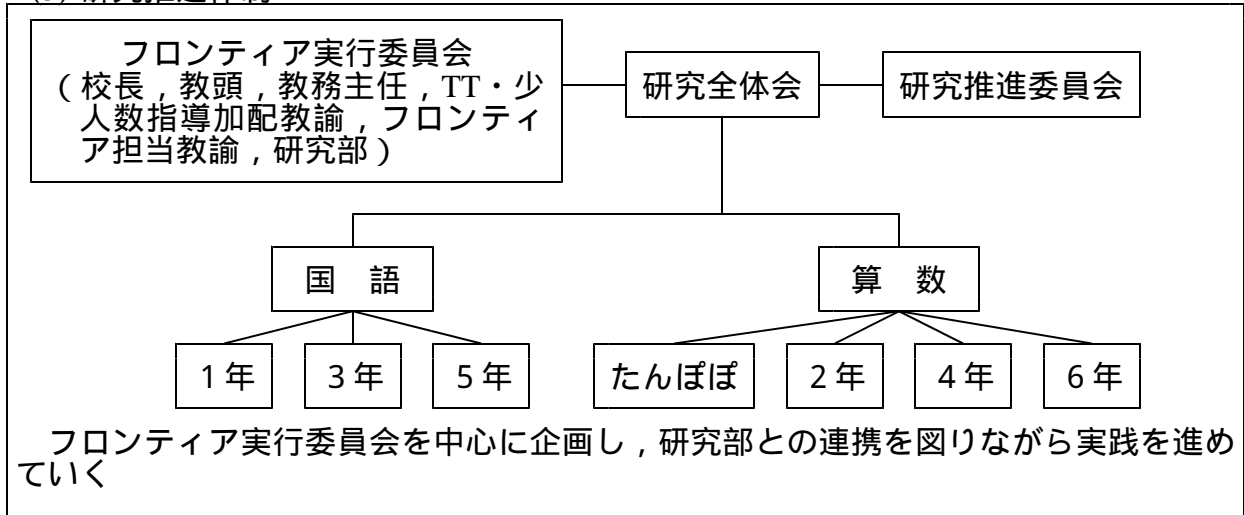 フロンティア実行委員会
（校長，教頭，教務主任，TT・少
人数指導加配教諭，フロンティ
ア担当教諭，研究部）
研究全体会
研究推進委員会
国　語
算　数
1年
3年
5年
たんぽぽ
2年
4年
6年
フロンティア実行委員会を中心に企画し，研究部との連携を図りながら実践を進め
ていく